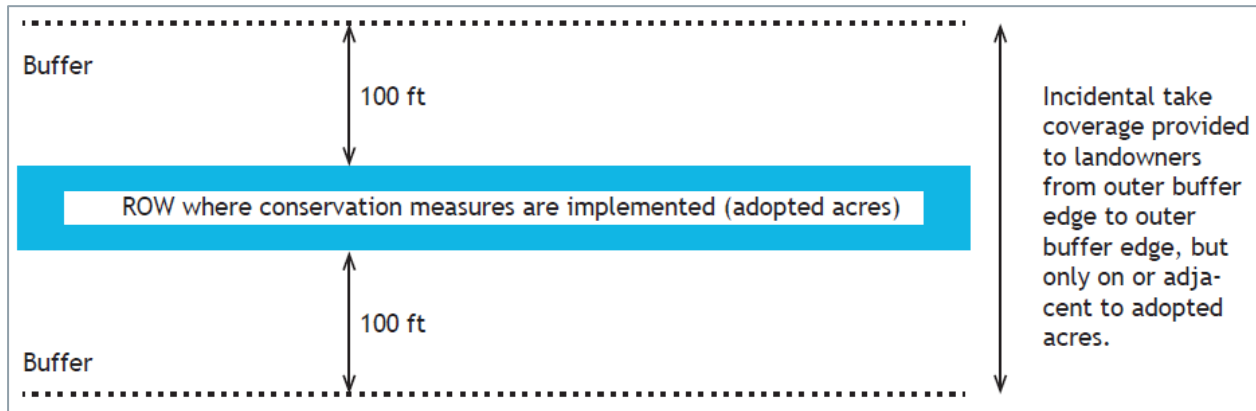 Buffer
100 ft
ROW where conservation measures are implemented (adopted acres)
100 ft
Buffer
Incidental take
coverage provided
to landowners
from outer buffer
edge to outer
buffer edge, but
only on or adja-
cent to adopted
acres.